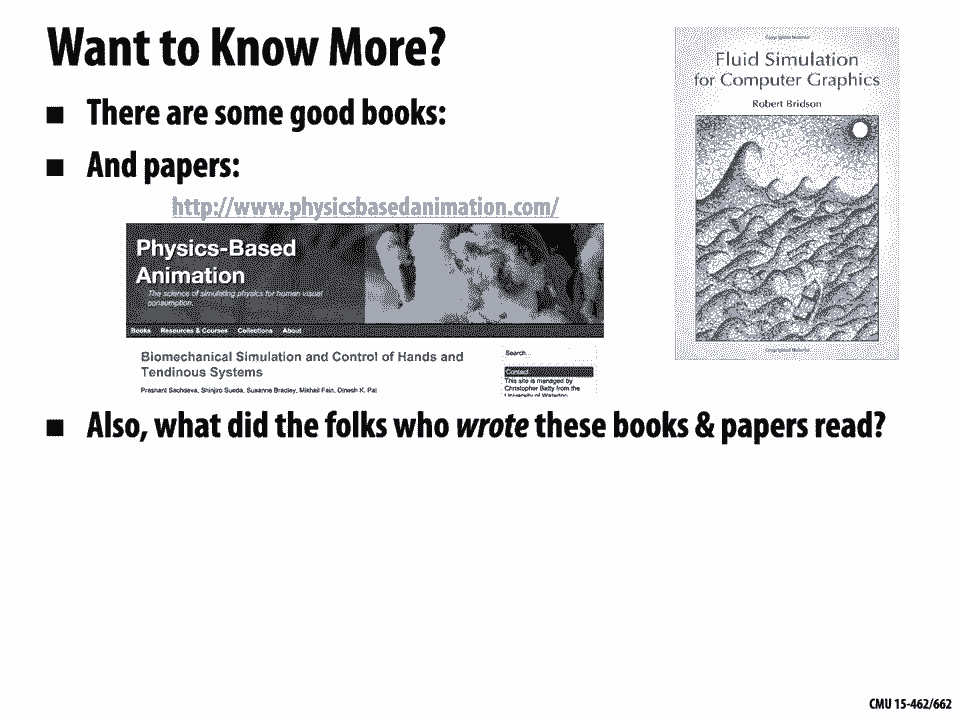 Want to Know More?
There are some good books:
And papers:
http://www.physicsbasedanimation.com/
Physics-Based
Animation
The science of simulating physics for human visual
consumption.
Books Resources & Courses Collections About
Biomechanical Simulation and Control of Hands and
Tendinous Systems
Prashant Sachdeva, Shinjiro Sueda, Susanne Bradley, Mikhail Fain, Dinesh K. Pai
Search...
Contact
This site is managed by
Christopher Batty from the
University of Waterloo
Copyrighted Material
Fluid Simulation
for Computer Graphics
Robert Bridson
Copyrighted Material
Also, what did the folks who wrote these books & papers read?
CMU 15-462/662